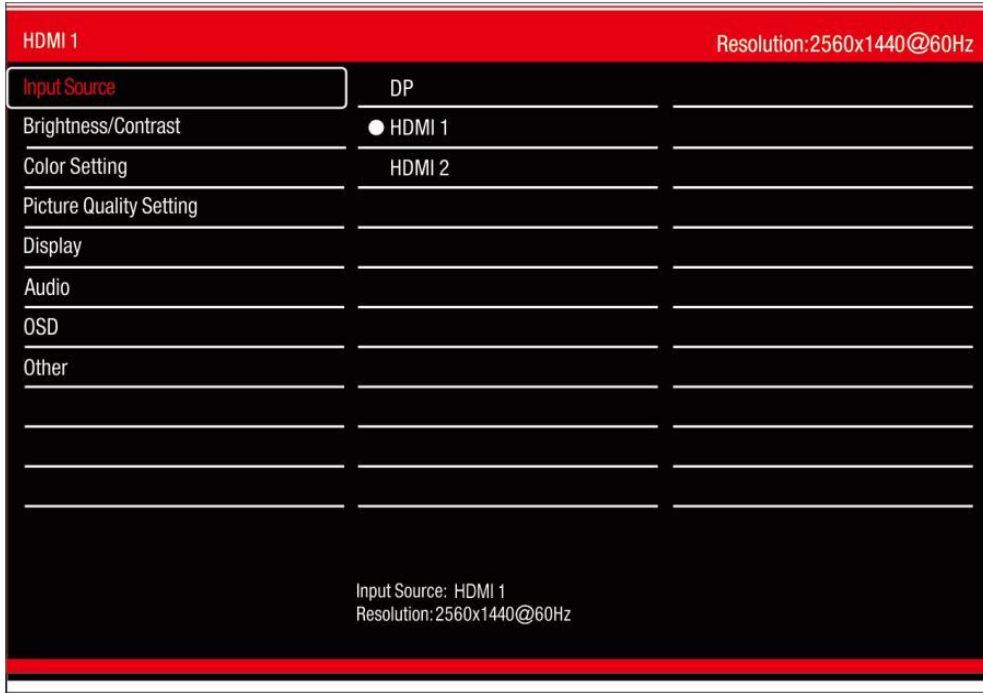 HDMI 1
Resolution:2560x1440@60Hz
Input Source
DP
Brightness/Contrast
HDMI 1
Color Setting
HDMI 2
Picture Quality Setting
Display
Audio
OSD
Other
Input Source: HDMI 1
Resolution:2560x1440@60Hz